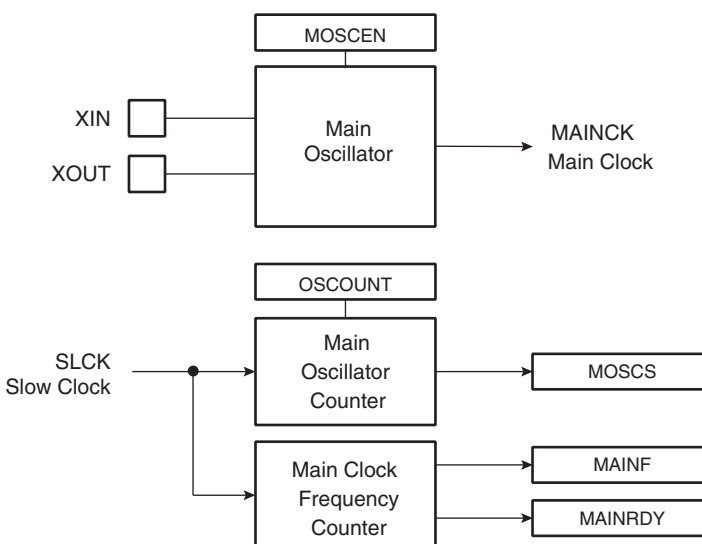 MOSCEN
XIN
XOUT
Main
Oscillator
MAINCK
Main Clock
OSCOUNT
SLCK
Slow Clock
Main
Oscillator
Counter
MOSCS
Main Clock
Frequency
Counter
MAINF
MAINRDY